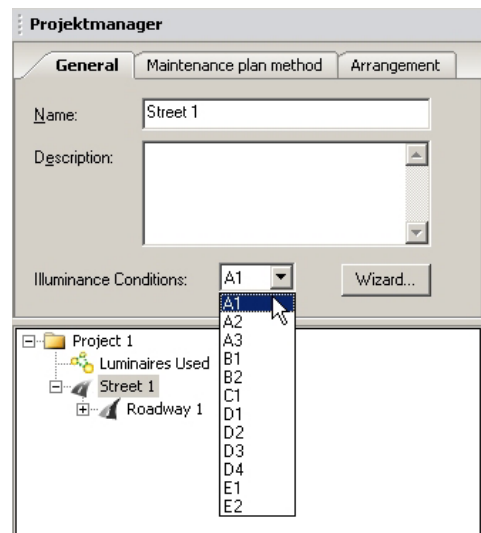 Projektmanager
General
Maintenance plan method
Arrangement
Name:
Street 1
Description:
Illuminance Conditions:
A1
Wizard...
A1
A2
A3
B1
B2
C1
D1
D2
D3
D4
E1
E2
Project 1
Luminaires Used
Street 1
Roadway 1